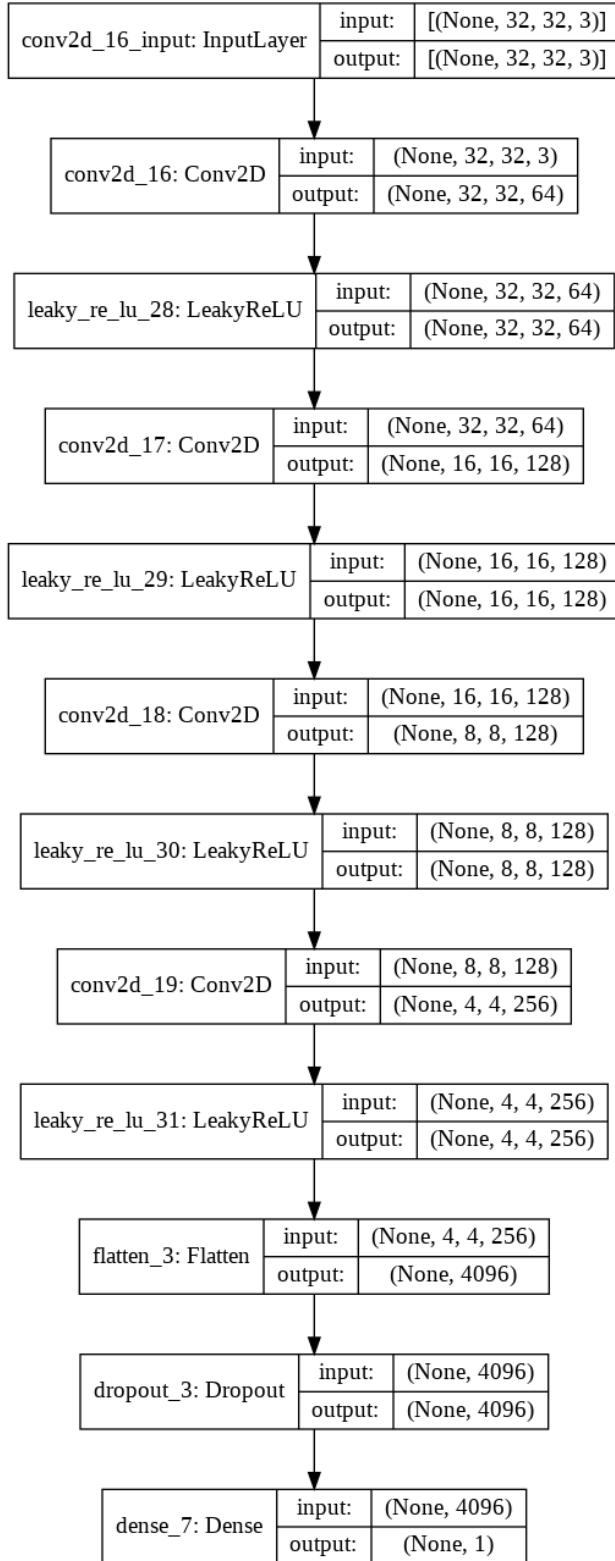 conv2d_16_input: InputLayer
input: [(None, 32, 32, 3)]
output: [(None, 32, 32, 3)]
conv2d_16: Conv2D
input: (None, 32, 32, 3)
output: (None, 32, 32, 64)
leaky_re_lu_28: LeakyReLU
input: (None, 32, 32, 64)
output: (None, 32, 32, 64)
conv2d_17: Conv2D
input: (None, 32, 32, 64)
output: (None, 16, 16, 128)
leaky_re_lu_29: LeakyReLU
input: (None, 16, 16, 128)
output: (None, 16, 16, 128)
conv2d_18: Conv2D
input: (None, 16, 16, 128)
output: (None, 8, 8, 128)
leaky_re_lu_30: LeakyReLU
input: (None, 8, 8, 128)
output: (None, 8, 8, 128)
conv2d_19: Conv2D
input: (None, 8, 8, 128)
output: (None, 4, 4, 256)
leaky_re_lu_31: LeakyReLU
input: (None, 4, 4, 256)
output: (None, 4, 4, 256)
flatten_3: Flatten
input: (None, 4, 4, 256)
output: (None, 4096)
dropout_3: Dropout
input: (None, 4096)
output: (None, 4096)
dense_7: Dense
input: (None, 4096)
output: (None, 1)